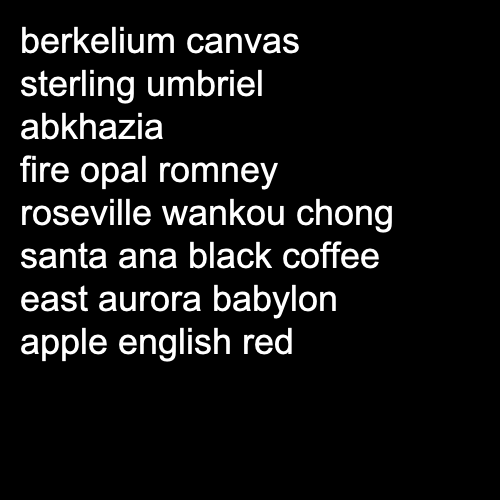 berkelium canvas
sterling umbriel
abkhazia
fire opal romney
roseville wankou chong
santa ana black coffee
east aurora babylon
apple english red